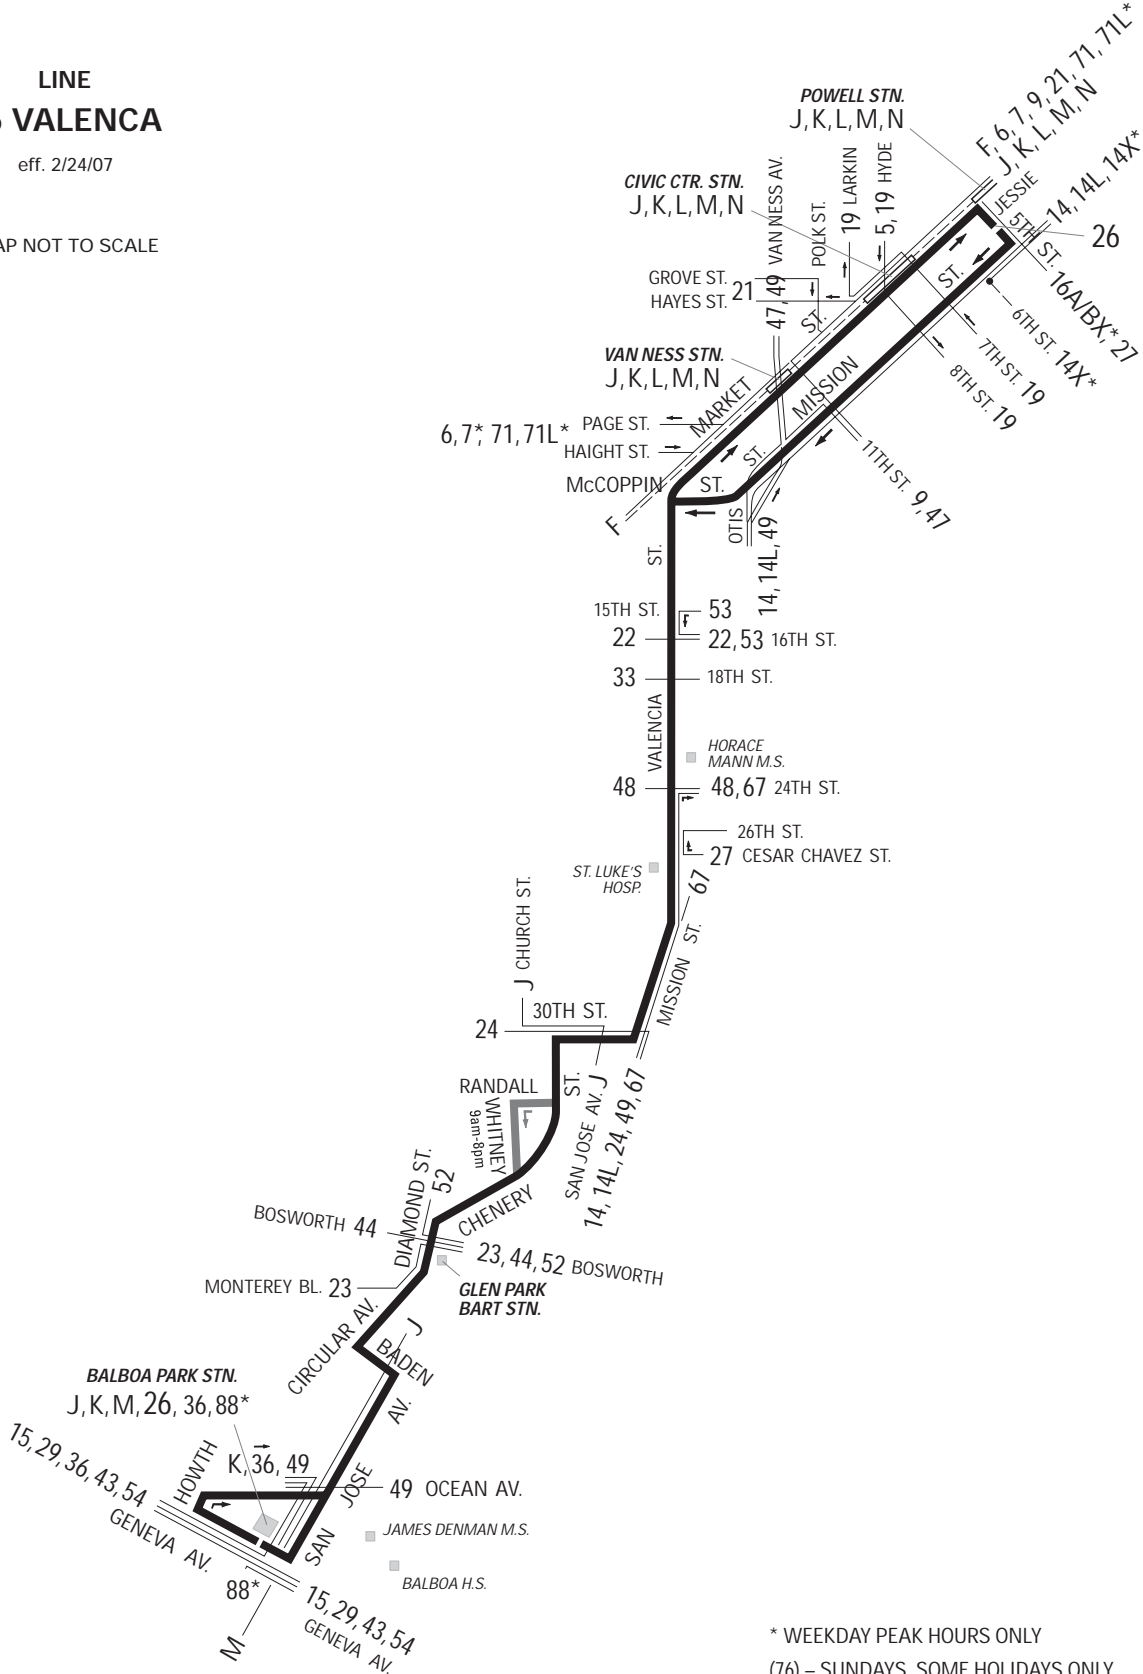 LINE
VALENCA
eff. 2/24/07
AP NOT TO SCALE
F, 6, 7, 9, 21, 71, 71L*
J, K, L, M, N
POWELL STN.
J, K, L, M, N
14, 14L, 14X*
JESSIE
5TH ST.
26
16A/BX,* 27
CIVIC CTR. STN.
J, K, L, M, N
VAN NESS AV.
47, 49
POLK ST.
19 LARKIN
5, 19 HYDE
GROVE ST.
HAYES ST. 21
ST.
ST.
6TH ST. 14X*
7TH ST. 19
8TH ST. 19
VAN NESS STN.
J, K, L, M, N
MARKET
MISSION
6, 7*, 71, 71L*
PAGE ST.
HAIGHT ST.
ST.
11TH ST. 9, 47
McCOPPIN
ST.
F
OTIS
14, 14L, 49
ST.
15TH ST.
53
22
22, 53 16TH ST.
33
18TH ST.
VALENCIA
HORACE
MANN M.S.
48
48, 67 24TH ST.
26TH ST.
27 CESAR CHAVEZ ST.
ST. LUKE'S
HOSP.
67
MISSION ST.
J CHURCH ST.
30TH ST.
24
ST.
RANDALL
WHITNEY
9am-8pm
SAN JOSE AV. J
14, 14L, 24, 49, 67
DIAMOND ST.
52
CHENERY
BOSWORTH 44
23, 44, 52 BOSWORTH
MONTEREY BL. 23
GLEN PARK
BART STN.
CIRCULAR AV.
J
BADEN
AV.
BALBOA PARK STN.
J, K, M, 26, 36, 88*
15, 29, 36, 43, 54
GENEVA AV.
HOWTH
K, 36, 49
49 OCEAN AV.
JOSE
SAN
JAMES DENMAN M.S.
BALBOA H.S.
88*
M
15, 29, 43, 54
GENEVA AV.
* WEEKDAY PEAK HOURS ONLY
(76) – SUNDAYS, SOME HOLIDAYS ONLY